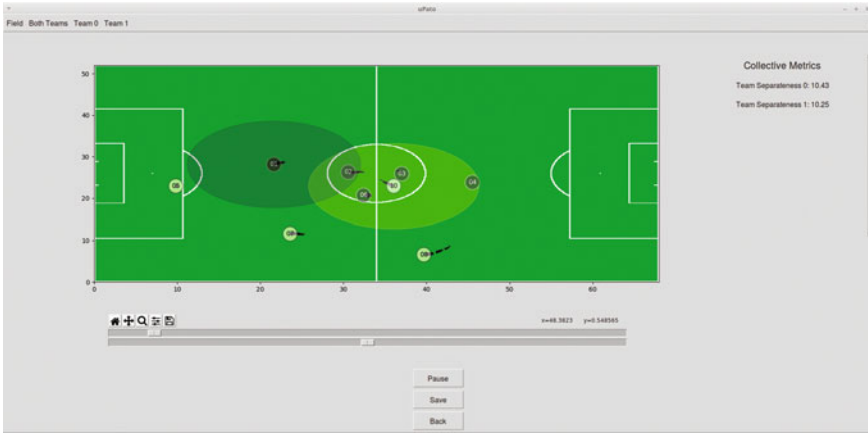 uPato
Field Both Teams Team 0 Team 1
Collective Metrics
Team Separateness 0: 10.43
Team Separateness 1: 10.25
50
40
30
20
10
0
0 10 20 30 40 50 60
04
x=48.3823 y=0.548565
Pause
Save
Back